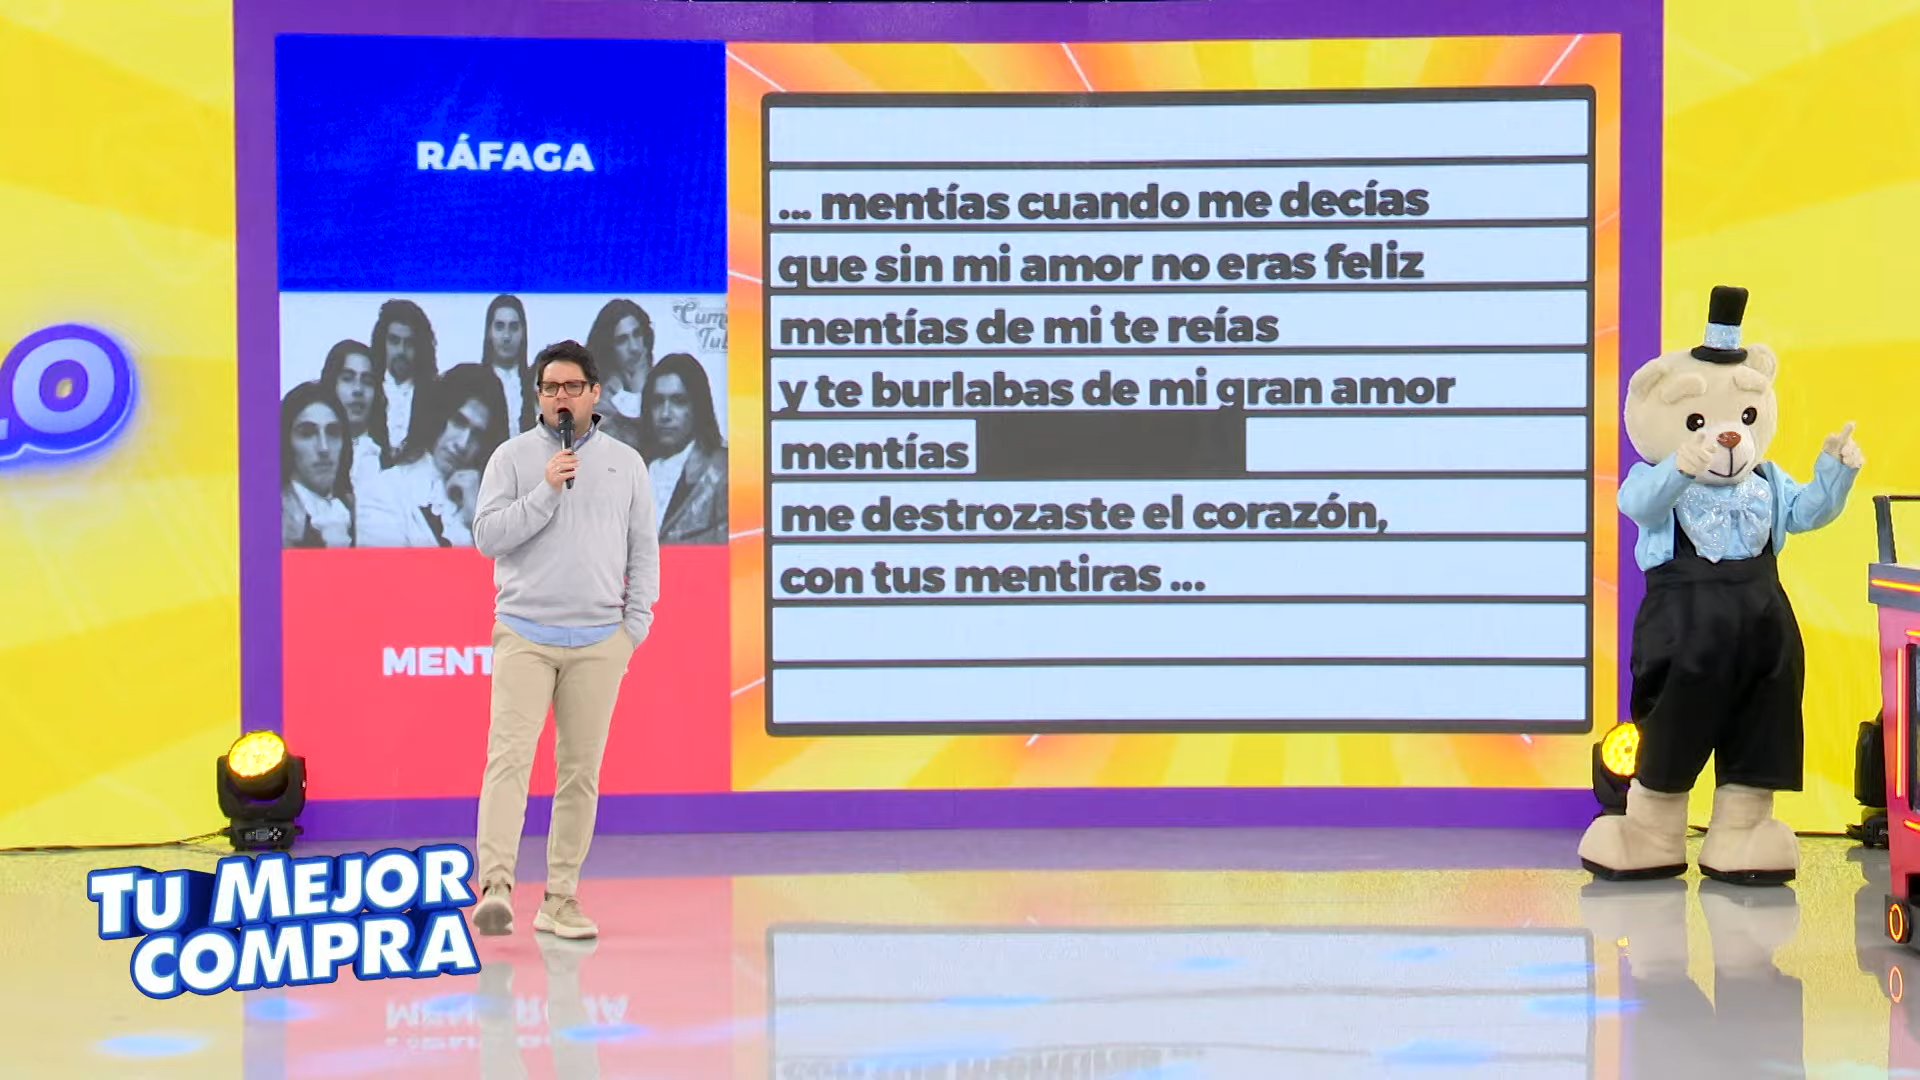 RÁFAGA
... mentías cuando me decías
que sin mi amor no eras feliz
mentías de mi te reías
y te burlabas de mi gran amor
mentías
me destrozaste el corazón,
con tus mentiras ...
TU MEJOR
COMPRA